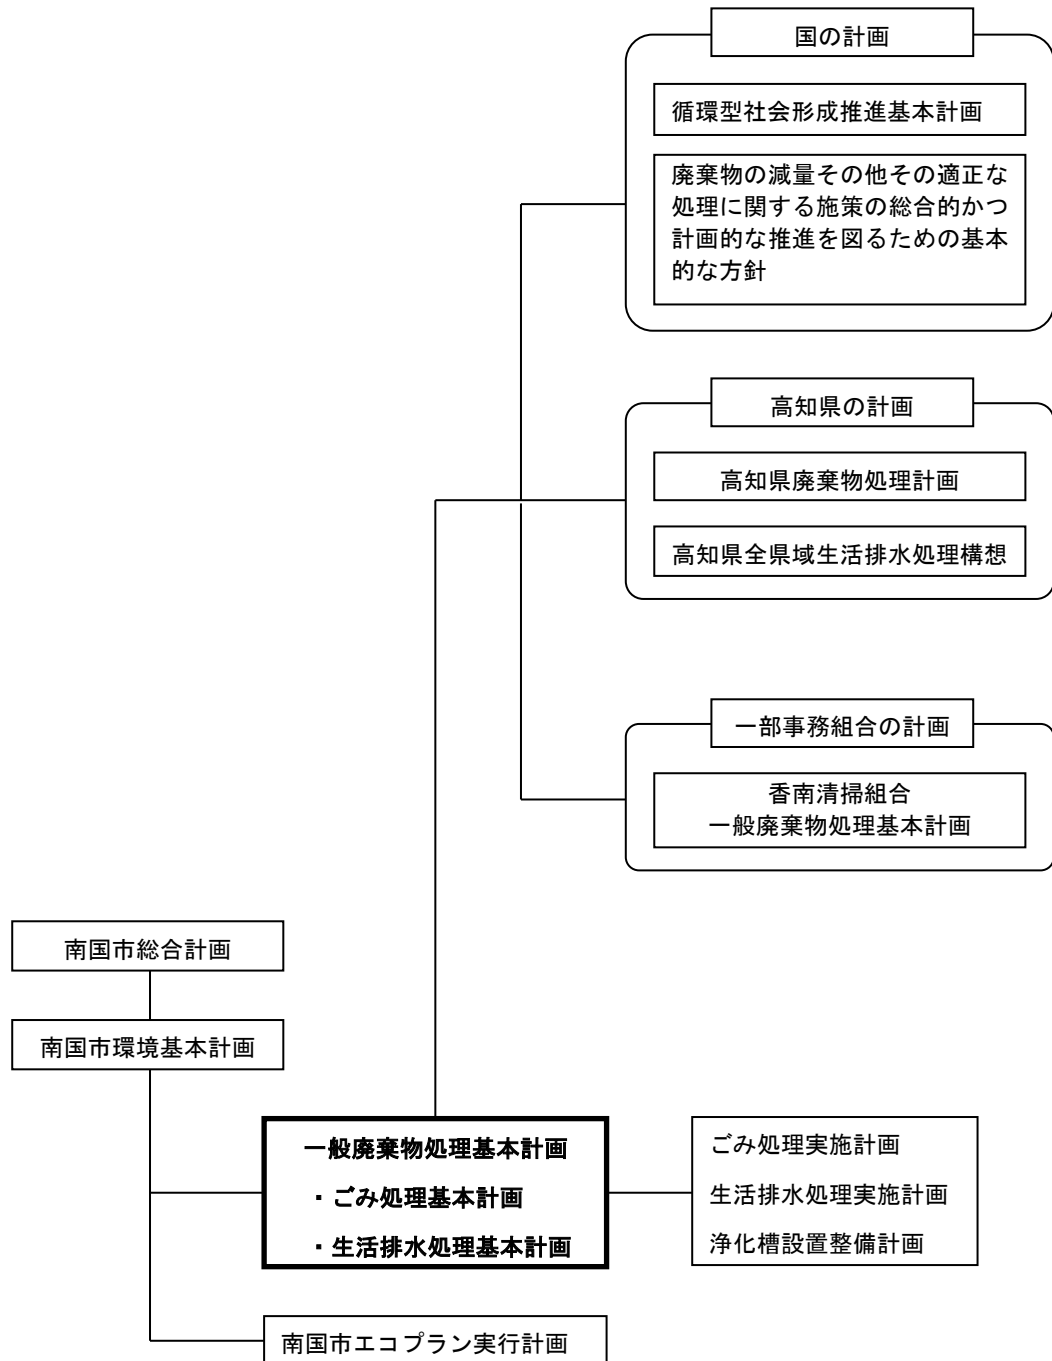 国の計画
循環型社会形成推進基本計画
廃棄物の減量その他その適正な
処理に関する施策の総合的かつ
計画的な推進を図るための基本
的な方針
高知県の計画
高知県廃棄物処理計画
高知県全県域生活排水処理構想
一部事務組合の計画
香南清掃組合
一般廃棄物処理基本計画
南国市総合計画
南国市環境基本計画
一般廃棄物処理基本計画
・ごみ処理基本計画
・生活排水処理基本計画
ごみ処理実施計画
生活排水処理実施計画
浄化槽設置整備計画
南国市エコプラン実行計画